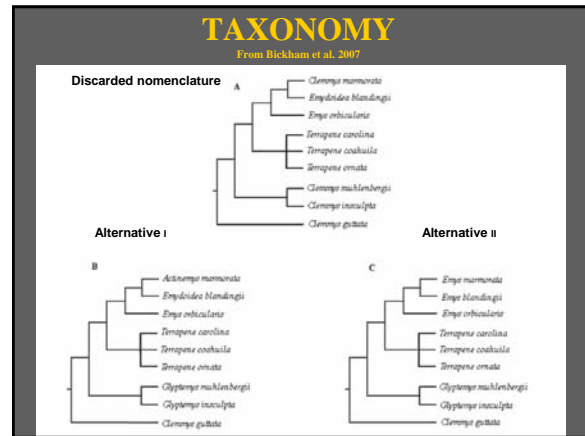 TAXONOMY
From Bickham et al. 2007
Discarded nomenclature
A
Clemmys marmorata
Emydoidea blandingii
Emys orbicularis
Terrapene carolina
Terrapene coahuila
Terrapene ornata
Clemmys muhlenbergii
Clemmys insculpta
Clemmys guttata
Alternative I
B
Actinemys marmorata
Emydoidea blandingii
Emys orbicularis
Terrapene carolina
Terrapene coahuila
Terrapene ornata
Glyptemys muhlenbergii
Glyptemys insculpta
Clemmys guttata
Alternative II
C
Emys marmorata
Emys blandingii
Emys orbicularis
Terrapene carolina
Terrapene coahuila
Terrapene ornata
Glyptemys muhlenbergii
Glyptemys insculpta
Clemmys guttata